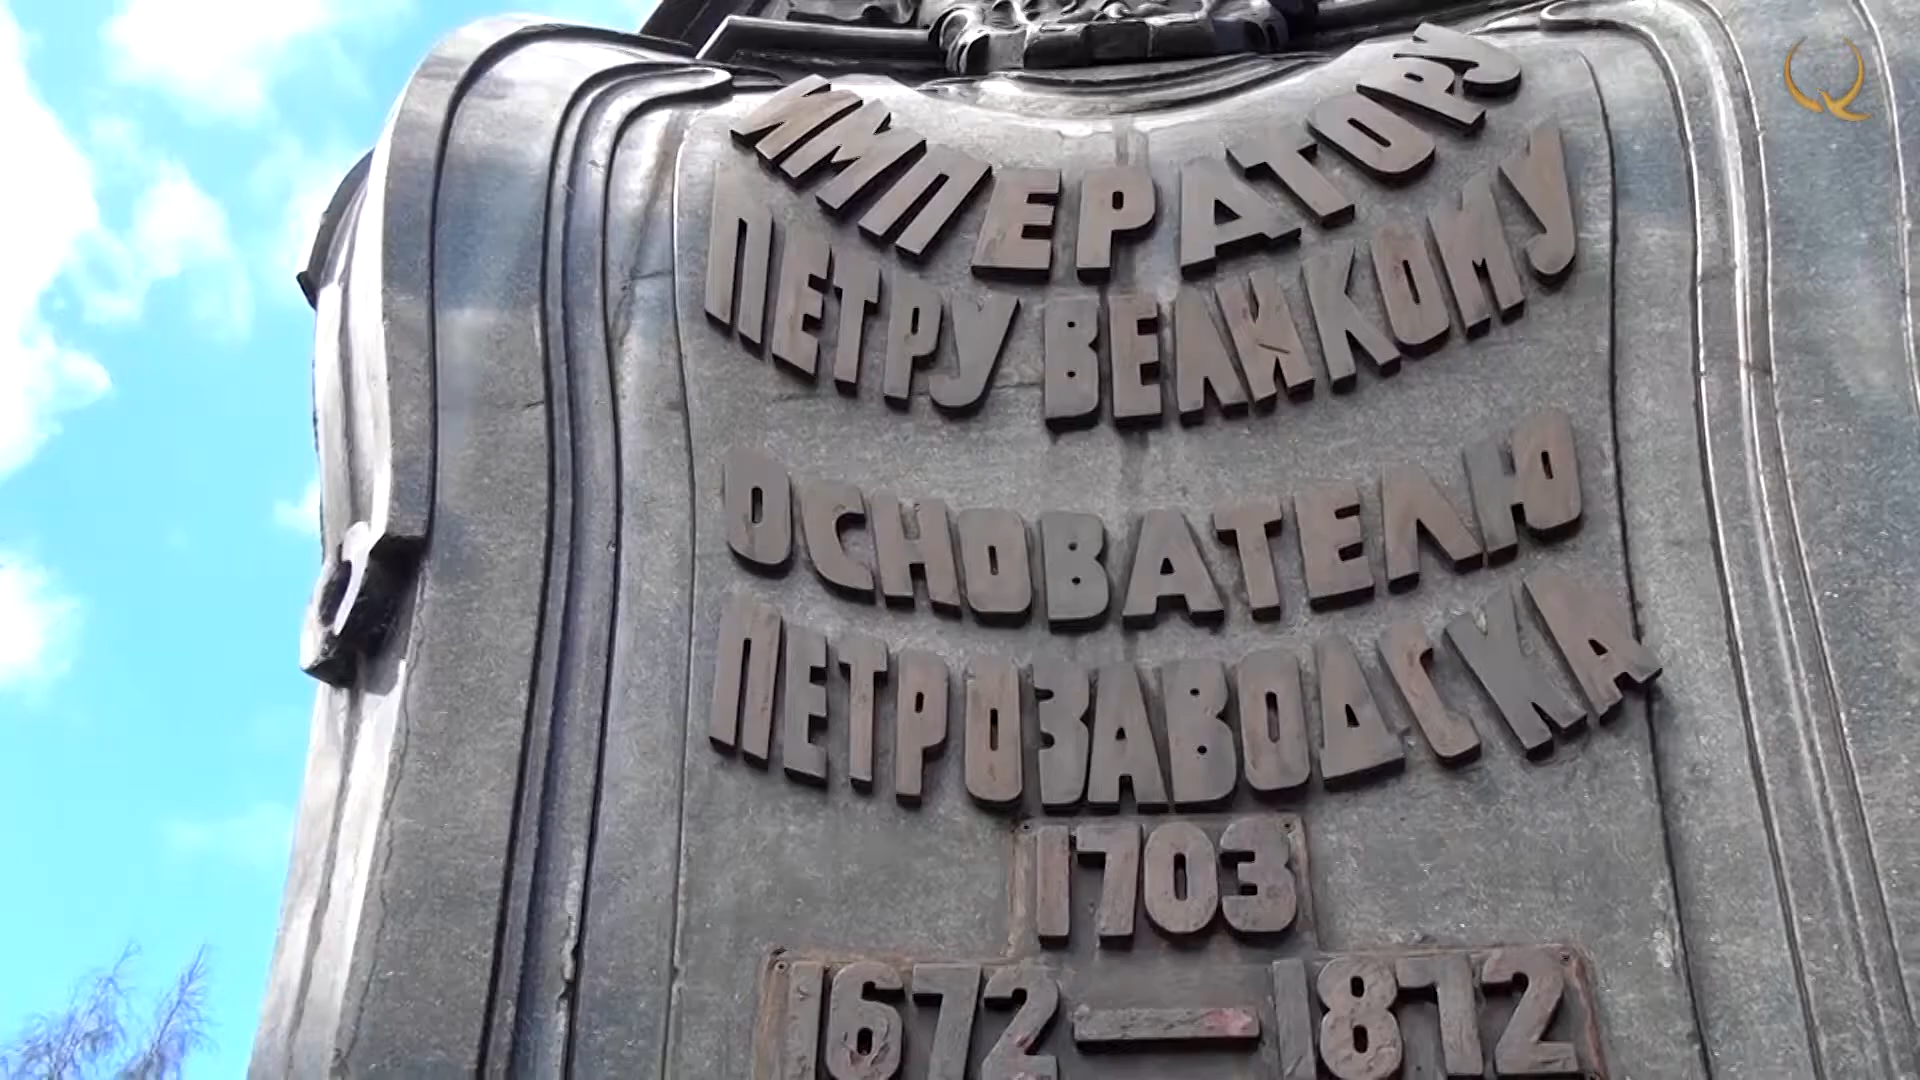 ИМПЕРАТОРУ
ПЕТРУ ВЕЛИКОМУ
ОСНОВАТЕЛЮ
ПЕТРОЗАВОДСКА
1703
1672—1872